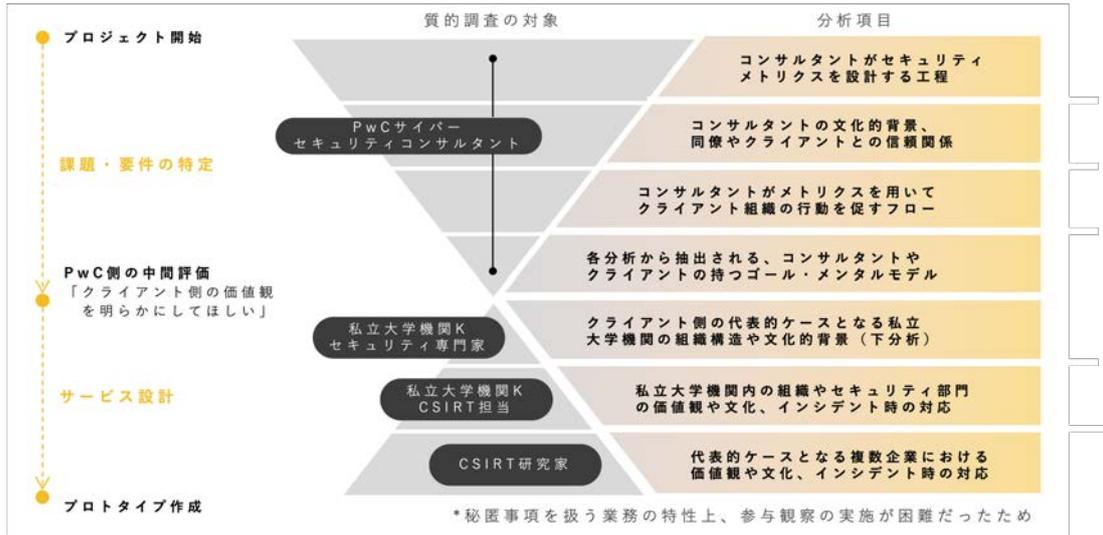 質的調査の対象
分析項目
プロジェクト開始
コンサルタントがセキュリティ
メトリクスを設計する工程
PwCサイバー
セキュリティコンサルタント
コンサルタントの文化的背景、
同僚やクライアントとの信頼関係
課題・要件の特定
コンサルタントがメトリクスを用いて
クライアント組織の行動を促すフロー
PwC側の中間評価
「クライアント側の価値観
を明らかにしてほしい」
各分析から抽出される、コンサルタントや
クライアントの持つゴール・メンタルモデル
私立大学機関K
セキュリティ専門家
クライアント側の代表的ケースとなる私立
大学機関の組織構造や文化的背景（下分析）
サービス設計
私立大学機関K
CSIRT担当
私立大学機関内の組織やセキュリティ部門
の価値観や文化、インシデント時の対応
CSIRT研究家
代表的ケースとなる複数企業における
価値観や文化、インシデント時の対応
プロトタイプ作成
*秘匿事項を扱う業務の特性上、参与観察の実施が困難だったため